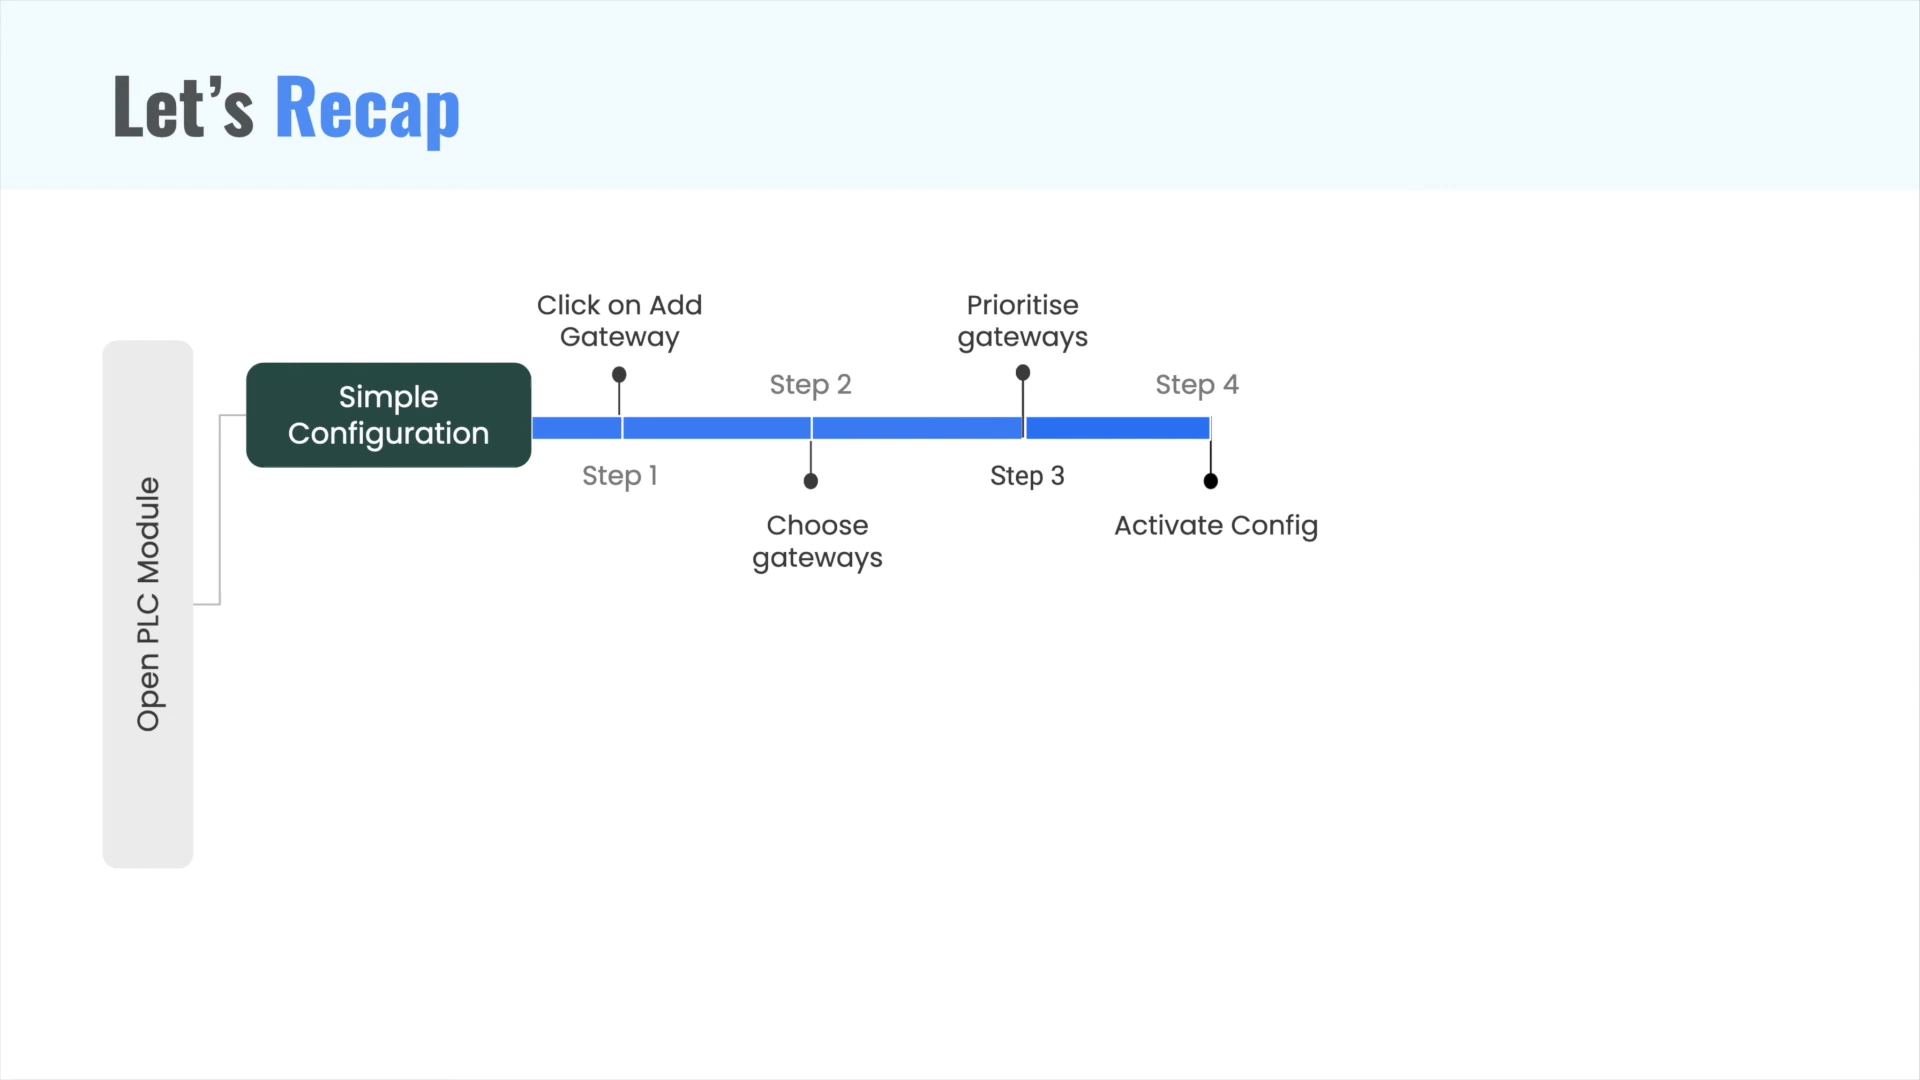 Let’s Recap
Open PLC Module
Simple
Configuration
Click on Add
Gateway
Step 1
Step 2
Choose
gateways
Prioritise
gateways
Step 3
Step 4
Activate Config